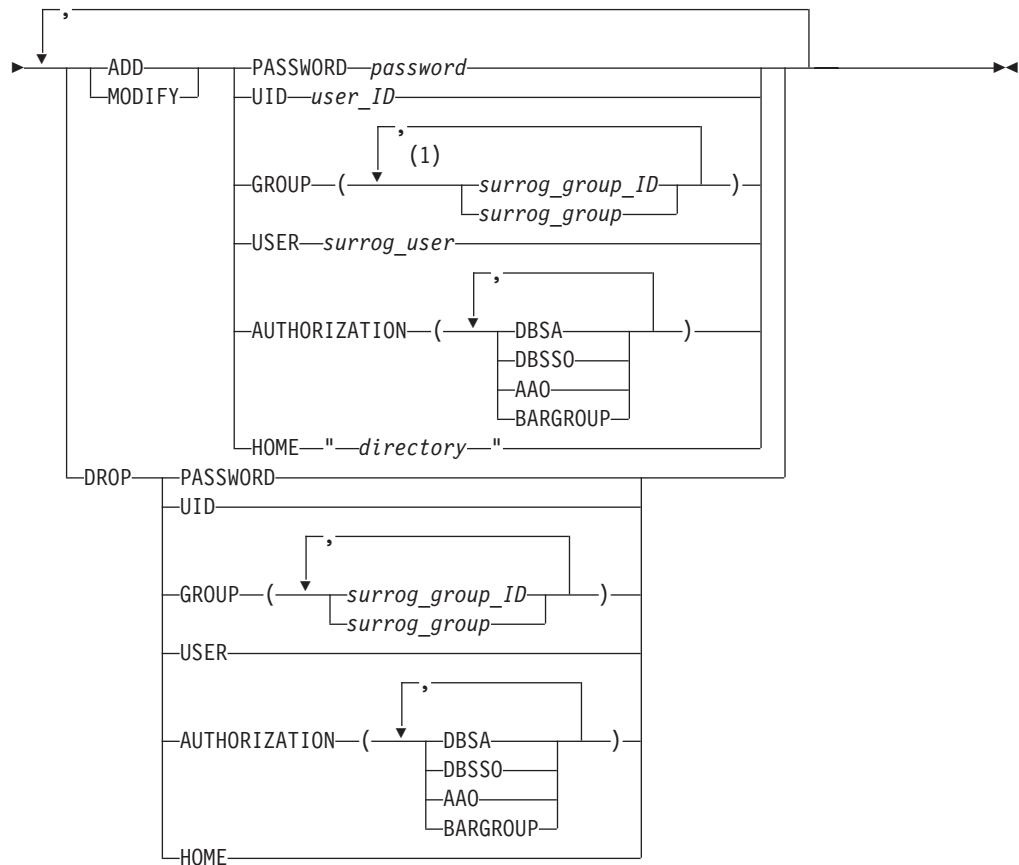 ,
ADD PASSWORD password
MODIFY UID user_ID
,
(1)
GROUP ( surrog_group_ID )
surrog_group
USER surrog_user
,
AUTHORIZATION ( DBSA )
DBSSO
AAO
BARGROUP
HOME " directory "
DROP PASSWORD
UID
,
GROUP ( surrog_group_ID )
surrog_group
USER
,
AUTHORIZATION ( DBSA )
DBSSO
AAO
BARGROUP
HOME